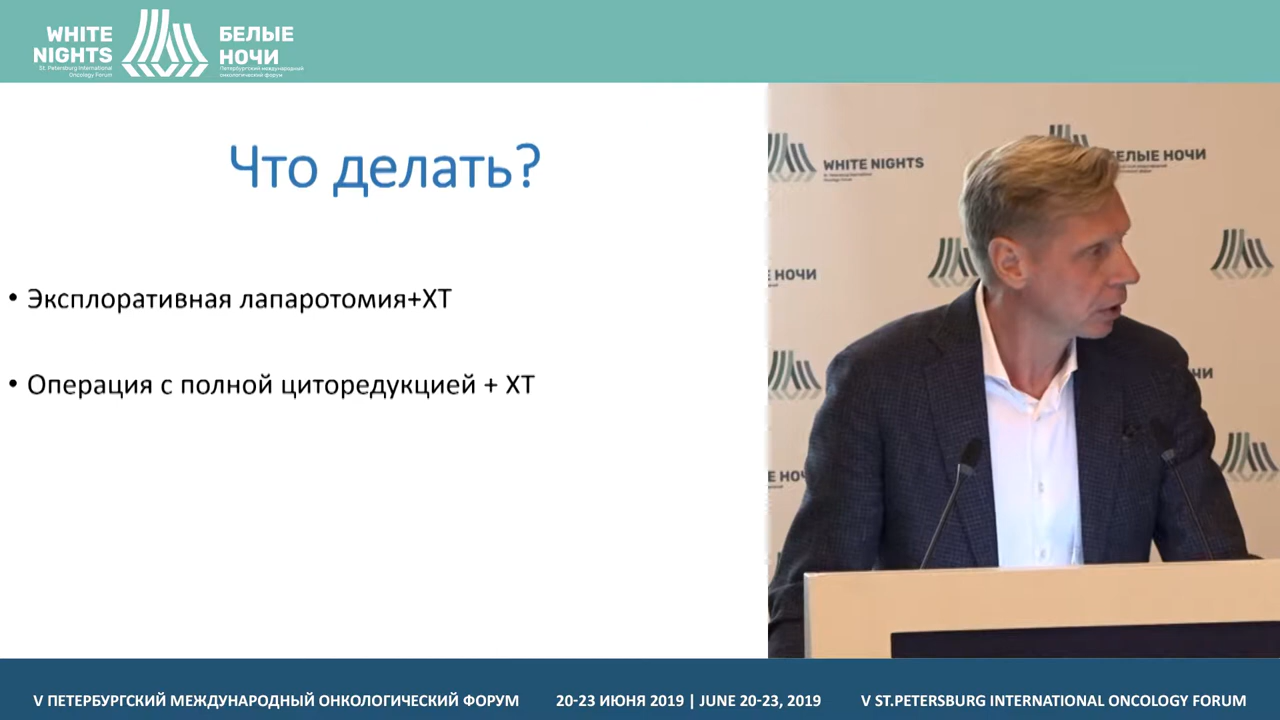 WHITE
NIGHTS
St. Petersburg International
Oncology Forum
БЕЛЫЕ
НОЧИ
Петербургский международный
онкологический форум
Что делать?
• Эксплоративная лапаротомия+ХТ
• Операция с полной циторедукцией + ХТ
WHITE NIGHTS
БЕЛЫЕ НОЧИ
Е НОЧИ
ЧИ
Е НОЧ
V ПЕТЕРБУРГСКИЙ МЕЖДУНАРОДНЫЙ ОНКОЛОГИЧЕСКИЙ ФОРУМ
20-23 ИЮНЯ 2019 | JUNE 20-23, 2019
V ST.PETERSBURG INTERNATIONAL ONCOLOGY FORUM